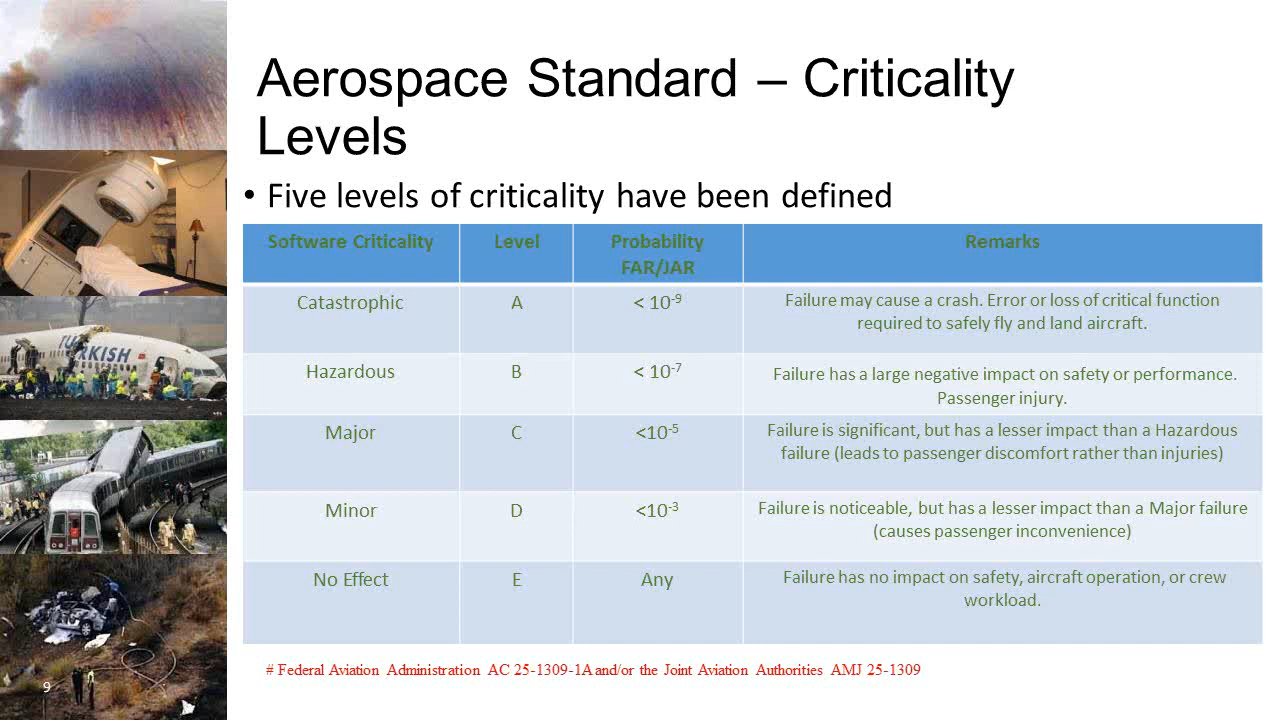 Aerospace Standard – Criticality
Levels
• Five levels of criticality have been defined
Software Criticality Level Probability FAR/JAR Remarks
Catastrophic A < 10⁻⁹ Failure may cause a crash. Error or loss of critical function
required to safely fly and land aircraft.
Hazardous B < 10⁻⁷ Failure has a large negative impact on safety or performance.
Passenger injury.
Major C <10⁻⁵ Failure is significant, but has a lesser impact than a Hazardous
failure (leads to passenger discomfort rather than injuries)
Minor D <10⁻³ Failure is noticeable, but has a lesser impact than a Major failure
(causes passenger inconvenience)
No Effect E Any Failure has no impact on safety, aircraft operation, or crew
workload.
# Federal Aviation Administration AC 25-1309-1A and/or the Joint Aviation Authorities AMJ 25-1309
TURKISH
9